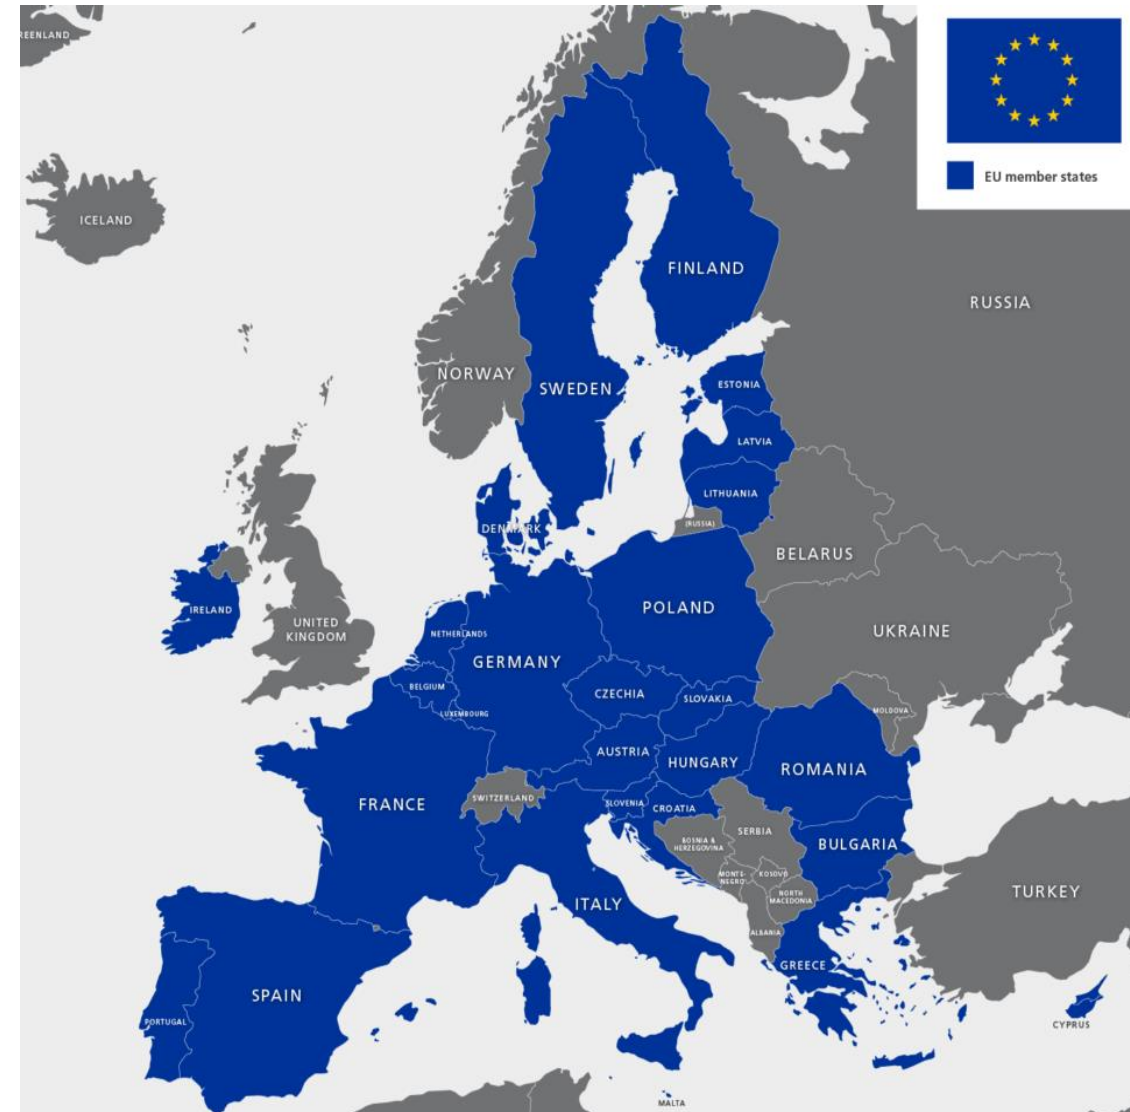 REENLAND
EU member states
ICELAND
FINLAND
RUSSIA
NORWAY
SWEDEN
ESTONIA
LATVIA
LITHUANIA
(RUSSIA)
DENMARK
BELARUS
IRELAND
UNITED
KINGDOM
POLAND
UKRAINE
NETHERLANDS
GERMANY
BELGIUM
LUXEMBOURG
CZECHIA
SLOVAKIA
MOLDOVA
AUSTRIA
HUNGARY
ROMANIA
SWITZERLAND
FRANCE
SLOVENIA
CROATIA
SERBIA
BOSNIA &
HERZEGOVINA
BULGARIA
MONTE-
NEGRO
KOSOVO
NORTH
MACEDONIA
TURKEY
ITALY
ALBANIA
GREECE
SPAIN
PORTUGAL
CYPRUS
MALTA